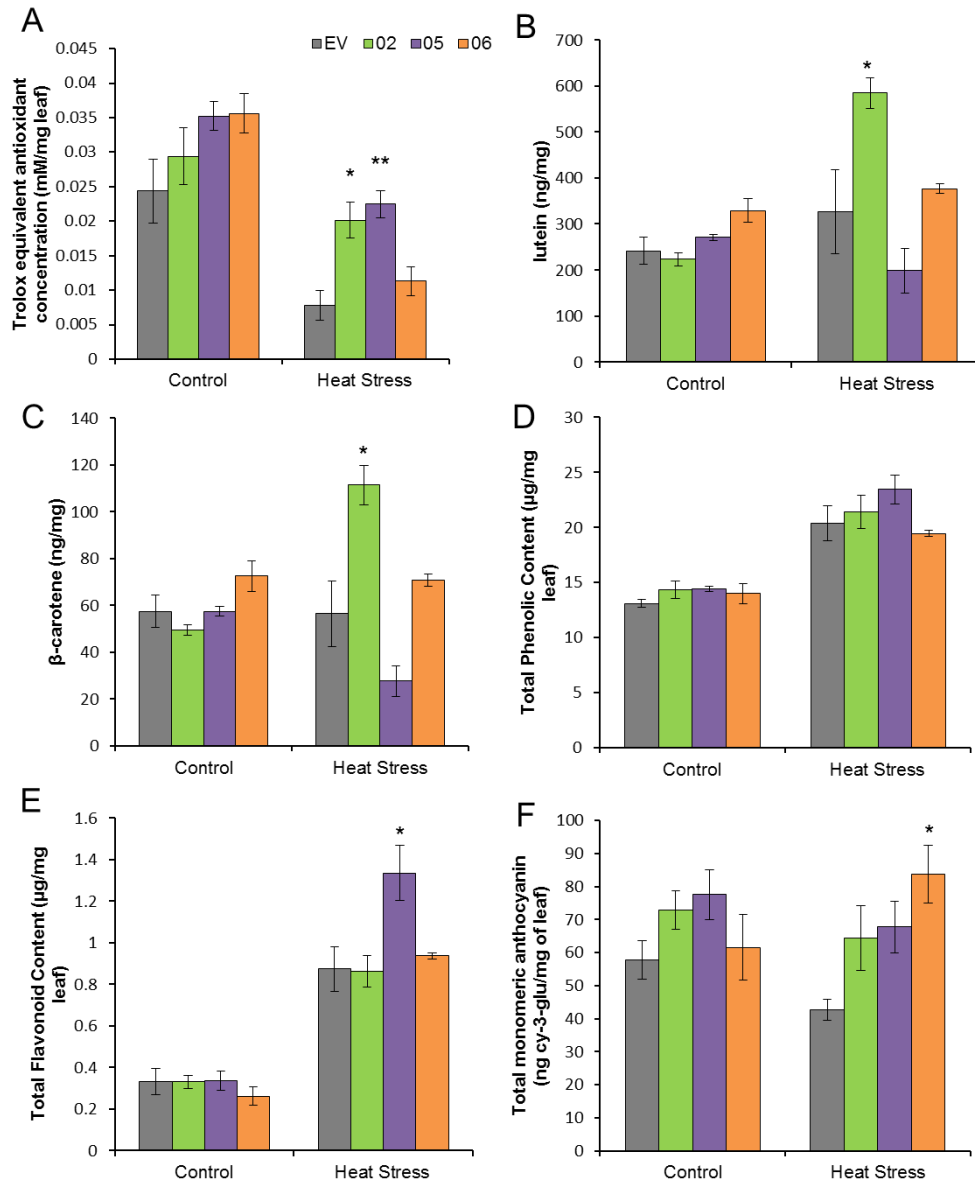 A
EV 02 05 06
Trolox equivalent antioxidant
concentration (mM/mg leaf)
0.045
0.04
0.035
0.03
0.025
0.02
0.015
0.01
0.005
0
* **
Control Heat Stress
B
lutein (ng/mg)
700
600
500
400
300
200
100
0
*
Control Heat Stress
C
β-carotene (ng/mg)
140
120
100
80
60
40
20
0
*
Control Heat Stress
D
Total Phenolic Content (µg/mg
leaf)
30
25
20
15
10
5
0
Control Heat Stress
E
Total Flavonoid Content (µg/mg
leaf)
1.6
1.4
1.2
1
0.8
0.6
0.4
0.2
0
*
Control Heat Stress
F
Total monomeric anthocyanin
(ng cy-3-glu/mg of leaf)
100
90
80
70
60
50
40
30
20
10
0
*
Control Heat Stress